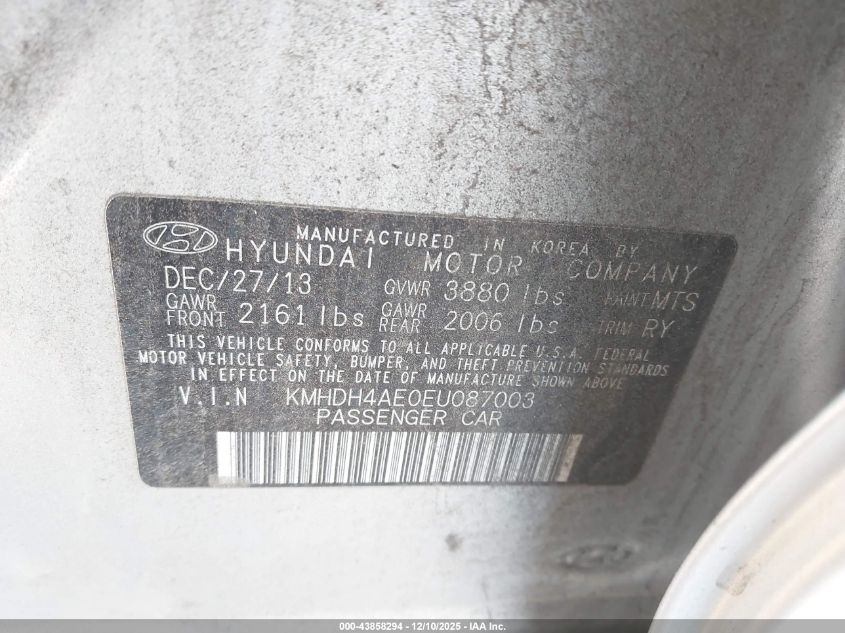 MANUFACTURED IN KOREA BY
HYUNDAI MOTOR COMPANY
DEC/27/13 GVWR 3880 lbs PAINT MTS
GAWR FRONT 2161 lbs GAWR REAR 2006 lbs TRIM RY
THIS VEHICLE CONFORMS TO ALL APPLICABLE U.S.A. FEDERAL
MOTOR VEHICLE SAFETY, BUMPER, AND THEFT PREVENTION STANDARDS
IN EFFECT ON THE DATE OF MANUFACTURE SHOWN ABOVE
V.I.N KMHDH4AE0EU087003
PASSENGER CAR
000-43858294 — 12/10/2025 — IAA Inc.